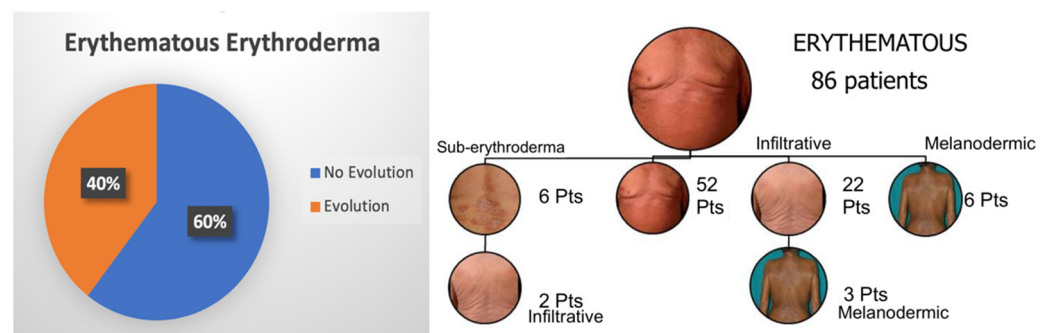 Erythematous Erythroderma
40%
60%
No Evolution
Evolution
ERYTHEMATOUS
86 patients
Sub-erythroderma
Infiltrative
Melanodermic
6 Pts
52
Pts
22
Pts
6 Pts
2 Pts
Infiltrative
3 Pts
Melanodermic